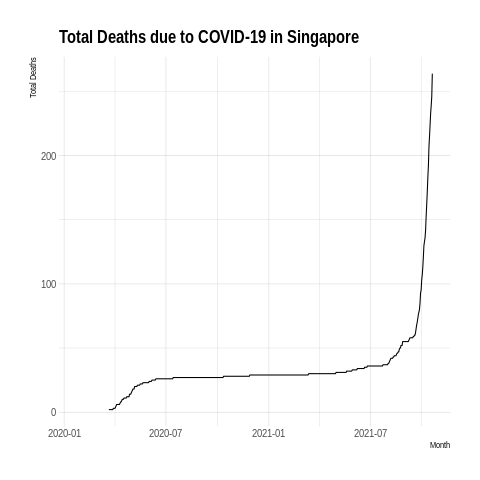 Total Deaths due to COVID-19 in Singapore
Total Deaths
200
100
0
2020-01 2020-07 2021-01 2021-07
Month